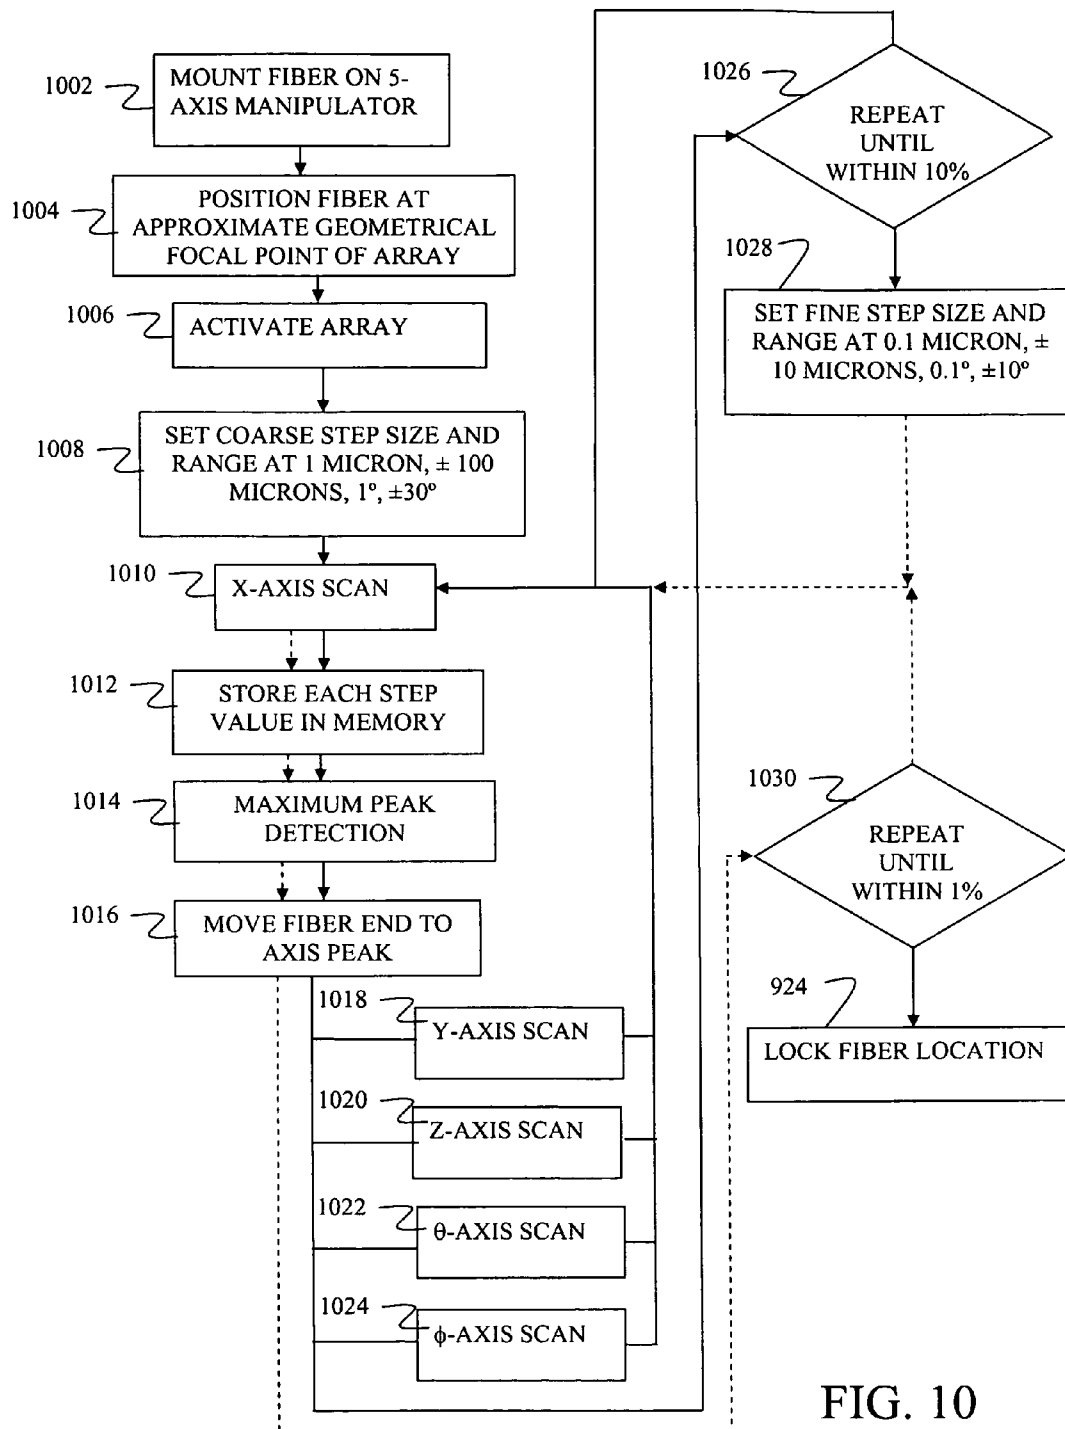 1002
MOUNT FIBER ON 5-
AXIS MANIPULATOR
1004
POSITION FIBER AT
APPROXIMATE GEOMETRICAL
FOCAL POINT OF ARRAY
1006
ACTIVATE ARRAY
1008
SET COARSE STEP SIZE AND
RANGE AT 1 MICRON, ± 100
MICRONS, 1º, ±30º
1010
X-AXIS SCAN
1012
STORE EACH STEP
VALUE IN MEMORY
1014
MAXIMUM PEAK
DETECTION
1016
MOVE FIBER END TO
AXIS PEAK
1018
Y-AXIS SCAN
1020
Z-AXIS SCAN
1022
θ-AXIS SCAN
1024
ϕ-AXIS SCAN
1026
REPEAT
UNTIL
WITHIN 10%
1028
SET FINE STEP SIZE AND
RANGE AT 0.1 MICRON, ±
10 MICRONS, 0.1º, ±10º
1030
REPEAT
UNTIL
WITHIN 1%
924
LOCK FIBER LOCATION
FIG. 10